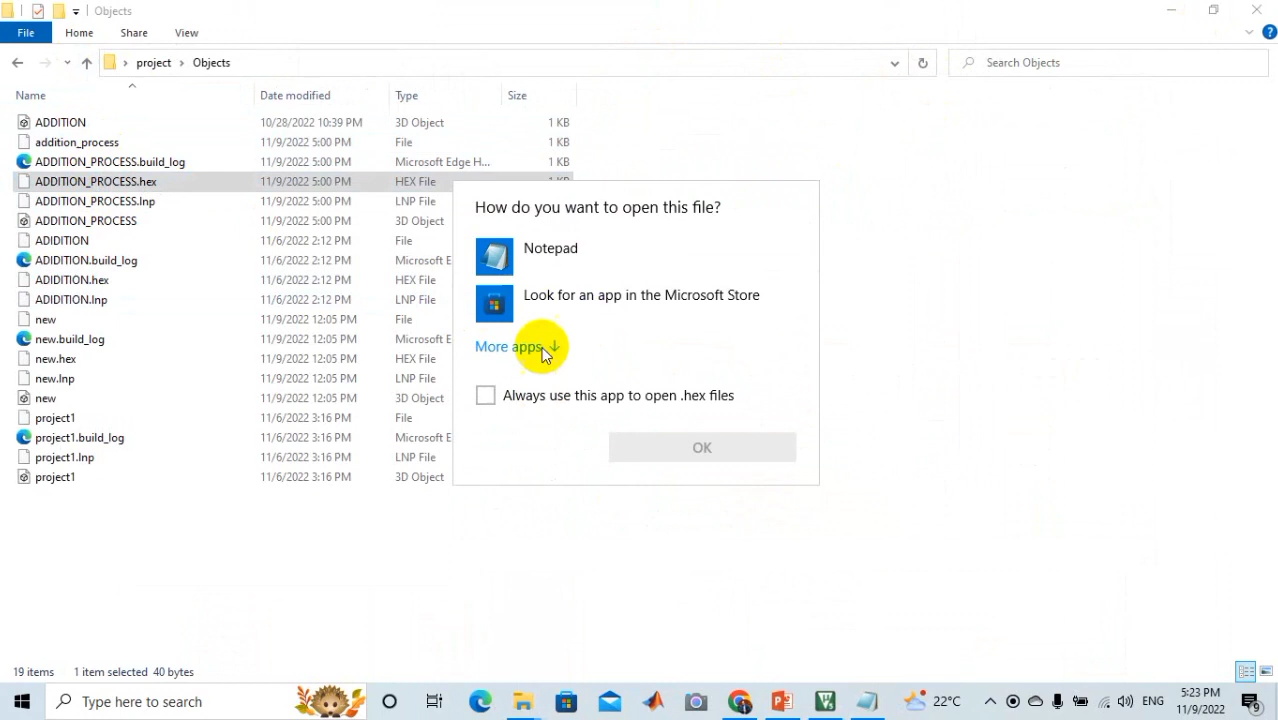 Objects
File Home Share View
project Objects Search Objects
Name Date modified Type Size
ADDITION 10/28/2022 10:39 PM 3D Object 1 KB
addition_process 11/9/2022 5:00 PM File 1 KB
ADDITION_PROCESS.build_log 11/9/2022 5:00 PM Microsoft Edge H... 1 KB
ADDITION_PROCESS.hex 11/9/2022 5:00 PM HEX File 1 KB
ADDITION_PROCESS.lnp 11/9/2022 5:00 PM LNP File
ADDITION_PROCESS 11/9/2022 5:00 PM 3D Object
ADIDITION 11/6/2022 2:12 PM File
ADIDITION.build_log 11/6/2022 2:12 PM Microsoft E
ADIDITION.hex 11/6/2022 2:12 PM HEX File
ADIDITION.lnp 11/6/2022 2:12 PM LNP File
new 11/9/2022 12:05 PM File
new.build_log 11/9/2022 12:05 PM Microsoft E
new.hex 11/9/2022 12:05 PM HEX File
new.lnp 11/9/2022 12:05 PM LNP File
new 11/9/2022 12:05 PM 3D Object
project1 11/6/2022 3:16 PM File
project1.build_log 11/6/2022 3:16 PM Microsoft E
project1.lnp 11/6/2022 3:16 PM LNP File
project1 11/6/2022 3:16 PM 3D Object
How do you want to open this file?
Notepad
Look for an app in the Microsoft Store
More apps
Always use this app to open .hex files
OK
19 items 1 item selected 40 bytes
Type here to search 22°C ENG 5:23 PM
11/9/2022 9